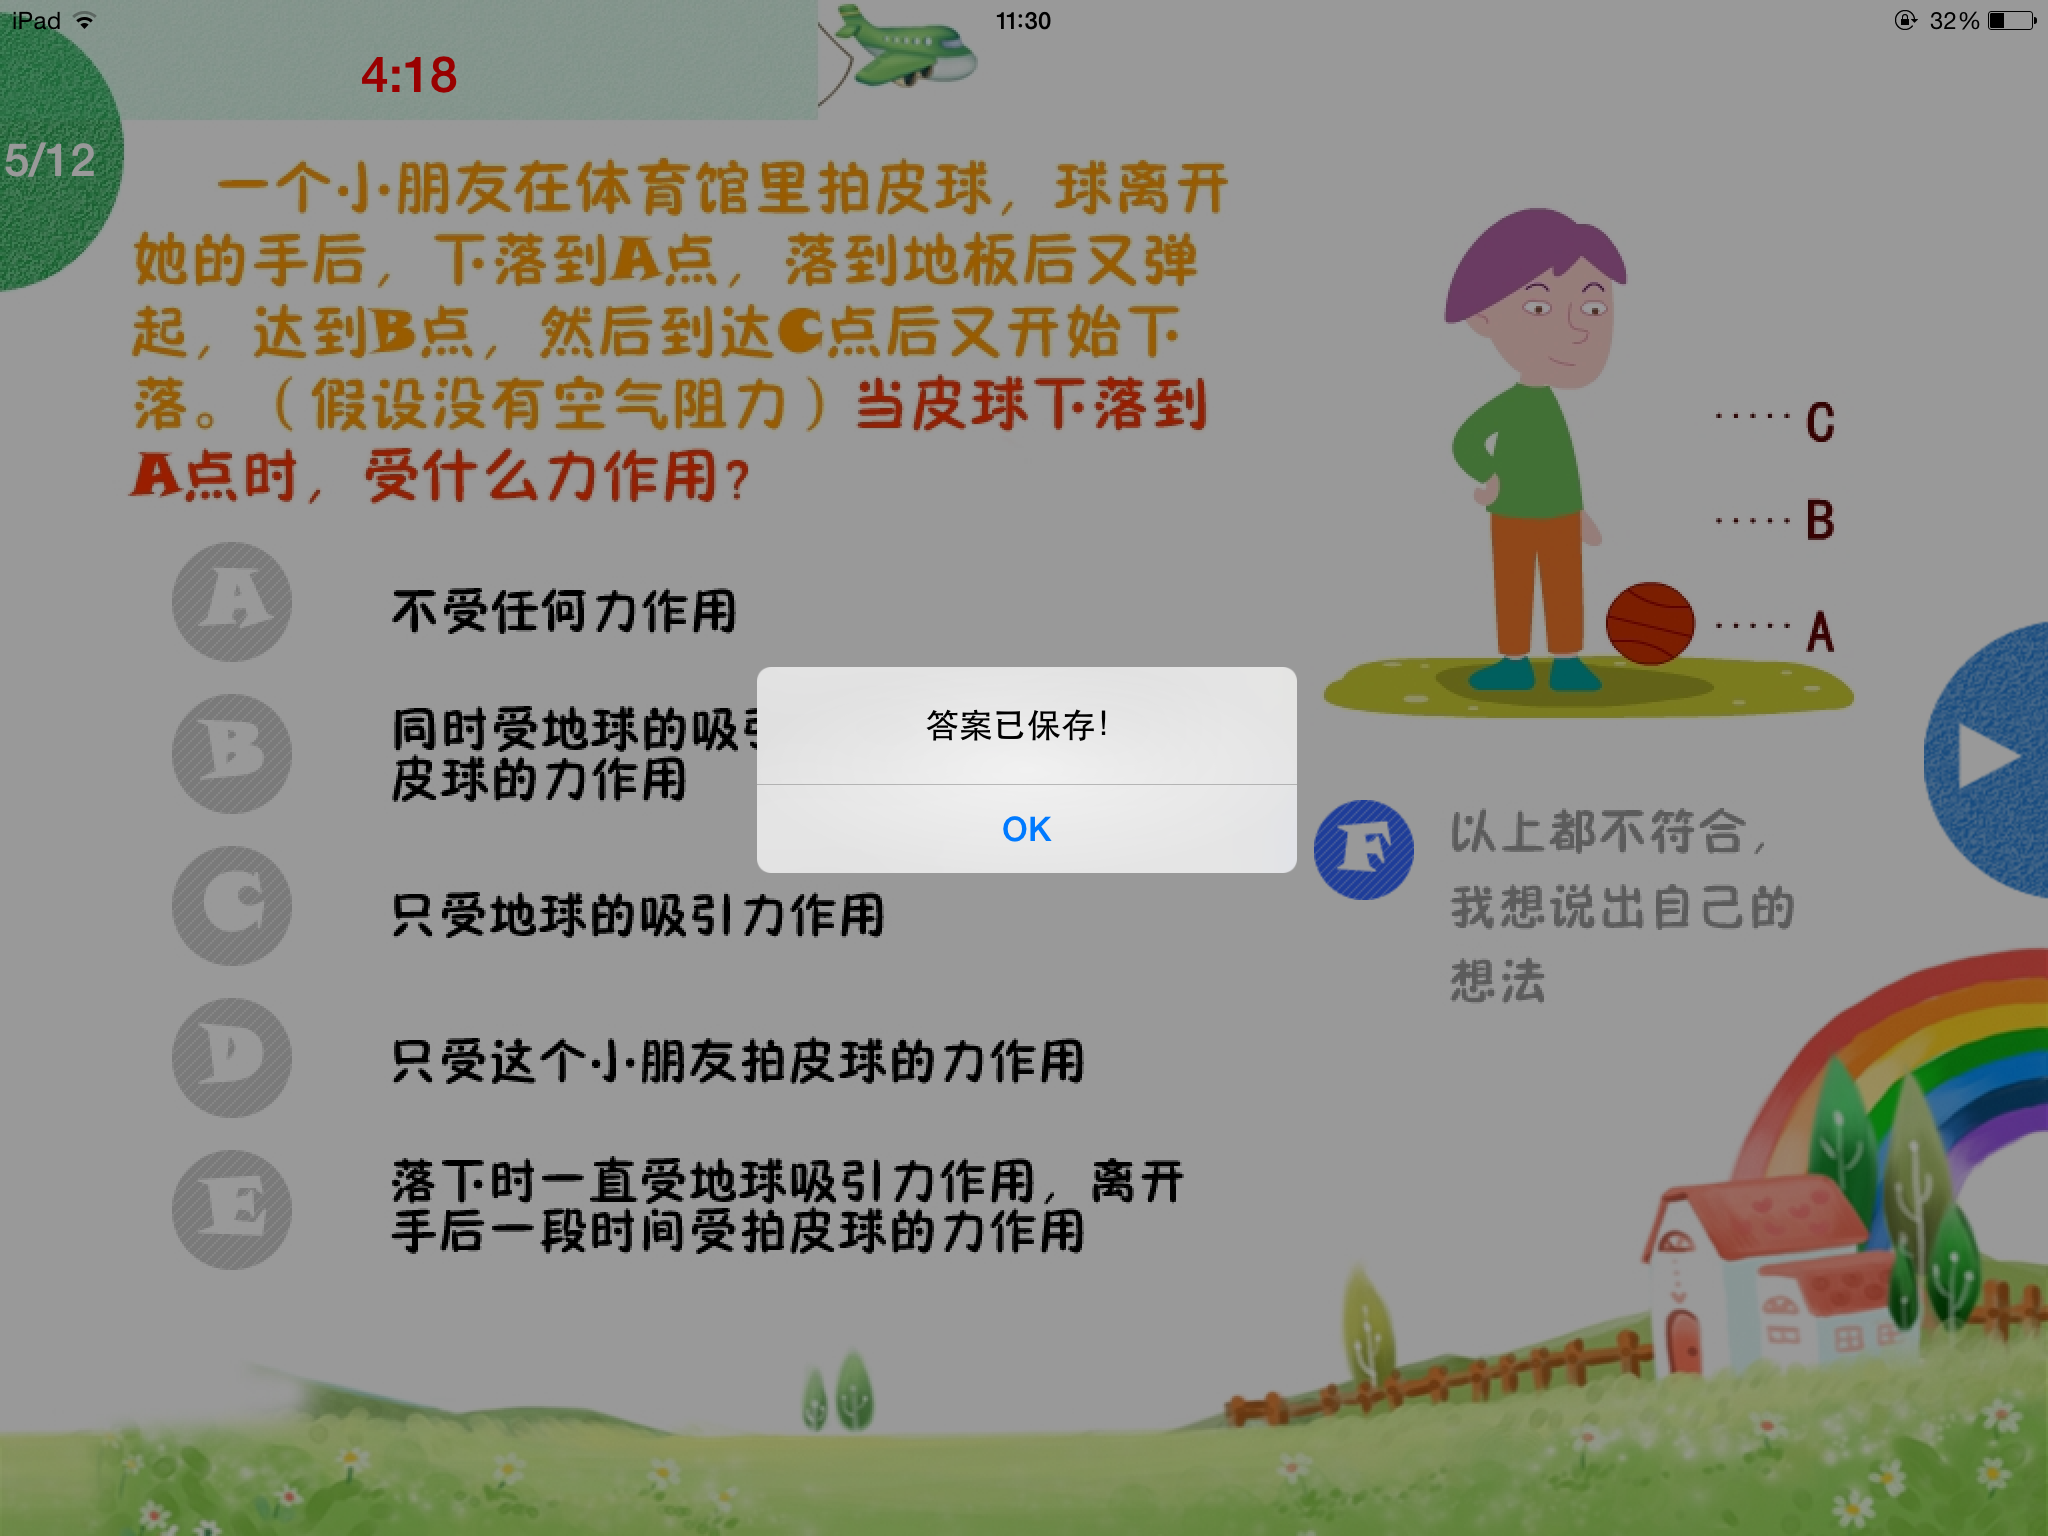 iPad
11:30
32%
4:18
5/12
一个小朋友在体育馆里拍皮球，球离开
她的手后，下落到A点，落到地板后又弹
起，达到B点，然后到达C点后又开始下
落。（假设没有空气阻力）当皮球下落到
A点时，受什么力作用？
C
B
A
A
不受任何力作用
B
同时受地球的吸
皮球的力作用
C
只受地球的吸引力作用
D
只受这个小朋友拍皮球的力作用
E
落下时一直受地球吸引力作用，离开
手后一段时间受拍皮球的力作用
F
以上都不符合，
我想说出自己的
想法
答案已保存！
OK